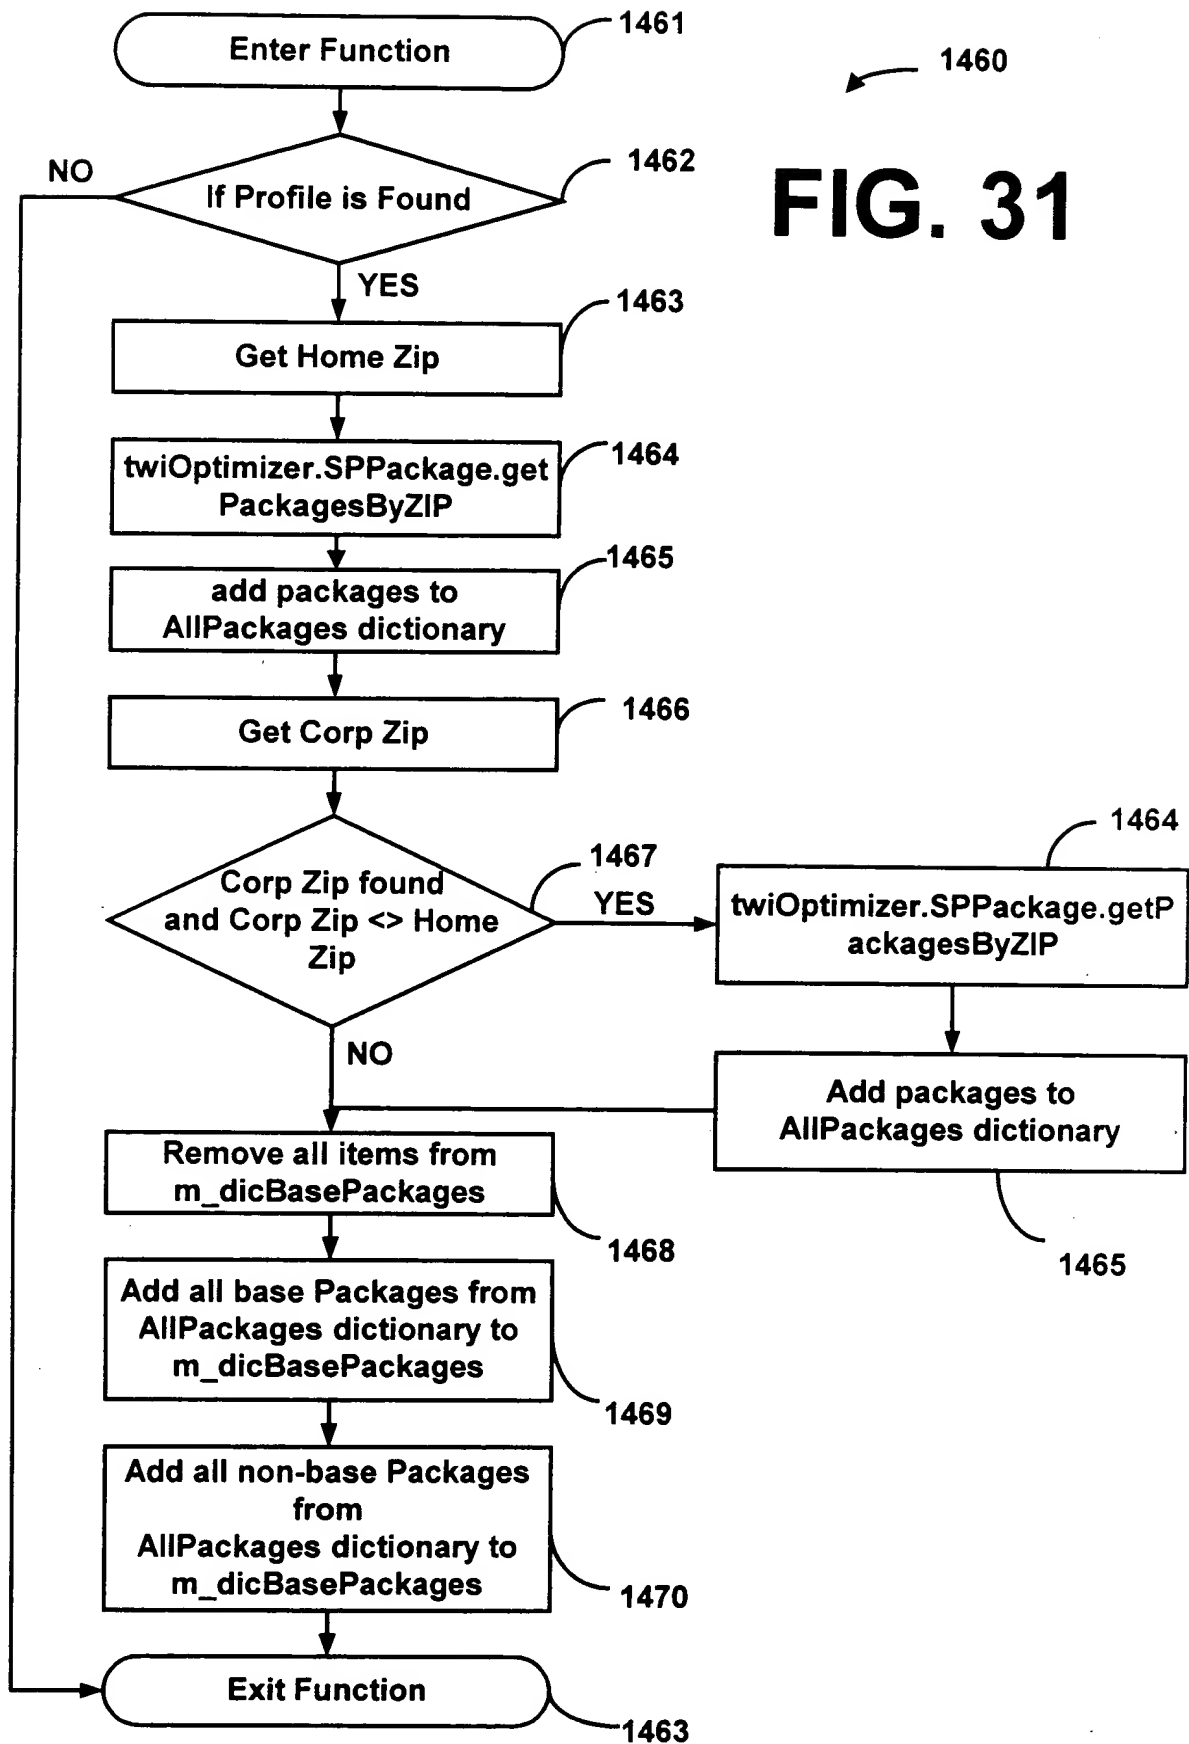 1461
Enter Function
1460
FIG. 31
NO
1462
If Profile is Found
YES
1463
Get Home Zip
1464
twiOptimizer.SPPackage.get
PackagesByZIP
1465
add packages to
AllPackages dictionary
1466
Get Corp Zip
1467
Corp Zip found
and Corp Zip <> Home
Zip
YES
1464
twiOptimizer.SPPackage.getP
ackagesByZIP
NO
Add packages to
AllPackages dictionary
1465
Remove all items from
m_dicBasePackages
1468
Add all base Packages from
AllPackages dictionary to
m_dicBasePackages
1469
Add all non-base Packages
from
AllPackages dictionary to
m_dicBasePackages
1470
Exit Function
1463